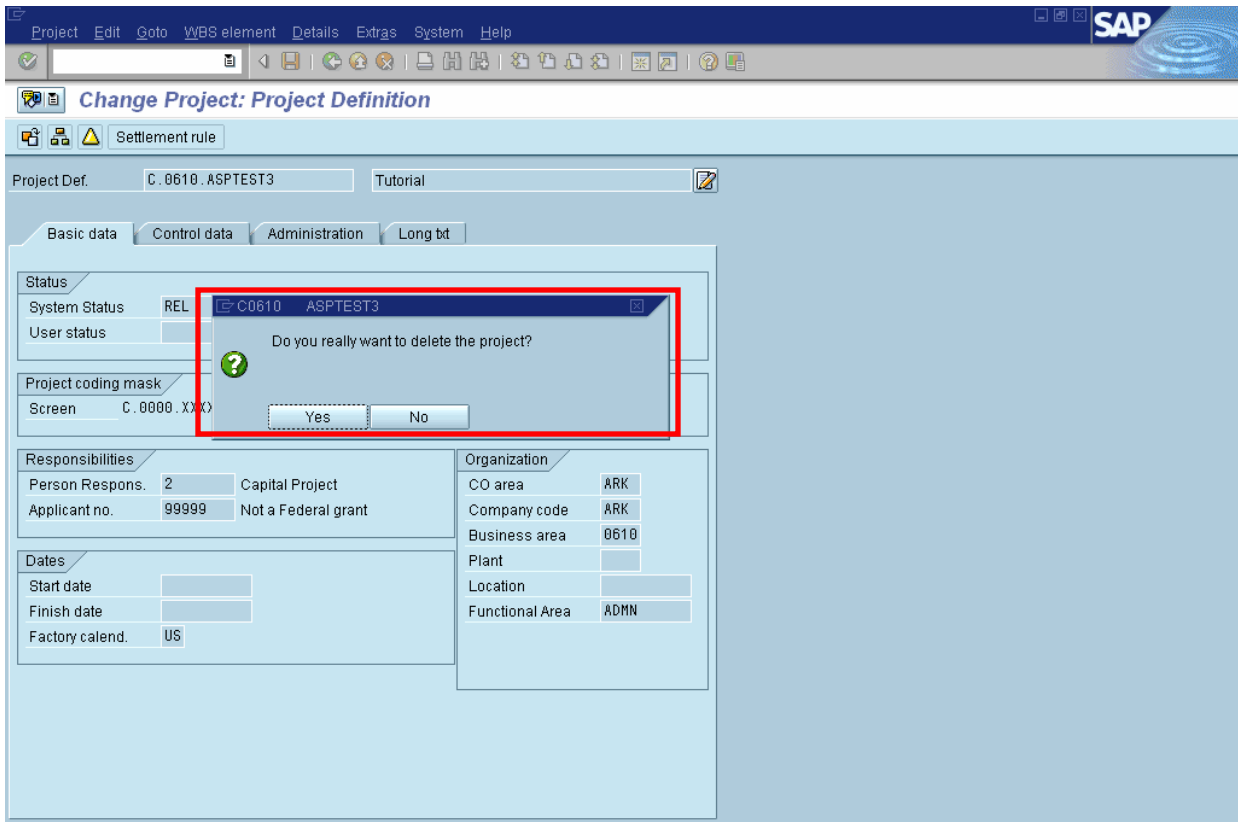 Project Edit Goto WBS element Details Extras System Help
SAP
Change Project: Project Definition
Settlement rule
Project Def. C.0610.ASPTEST3 Tutorial
Basic data Control data Administration Long txt
Status
System Status REL
User status
C0610 ASPTEST3
Do you really want to delete the project?
Yes No
Project coding mask
Screen C.0000.XXX
Responsibilities
Person Respons. 2 Capital Project
Applicant no. 99999 Not a Federal grant
Organization
CO area ARK
Company code ARK
Business area 0610
Plant
Location
Functional Area ADMN
Dates
Start date
Finish date
Factory calend. US